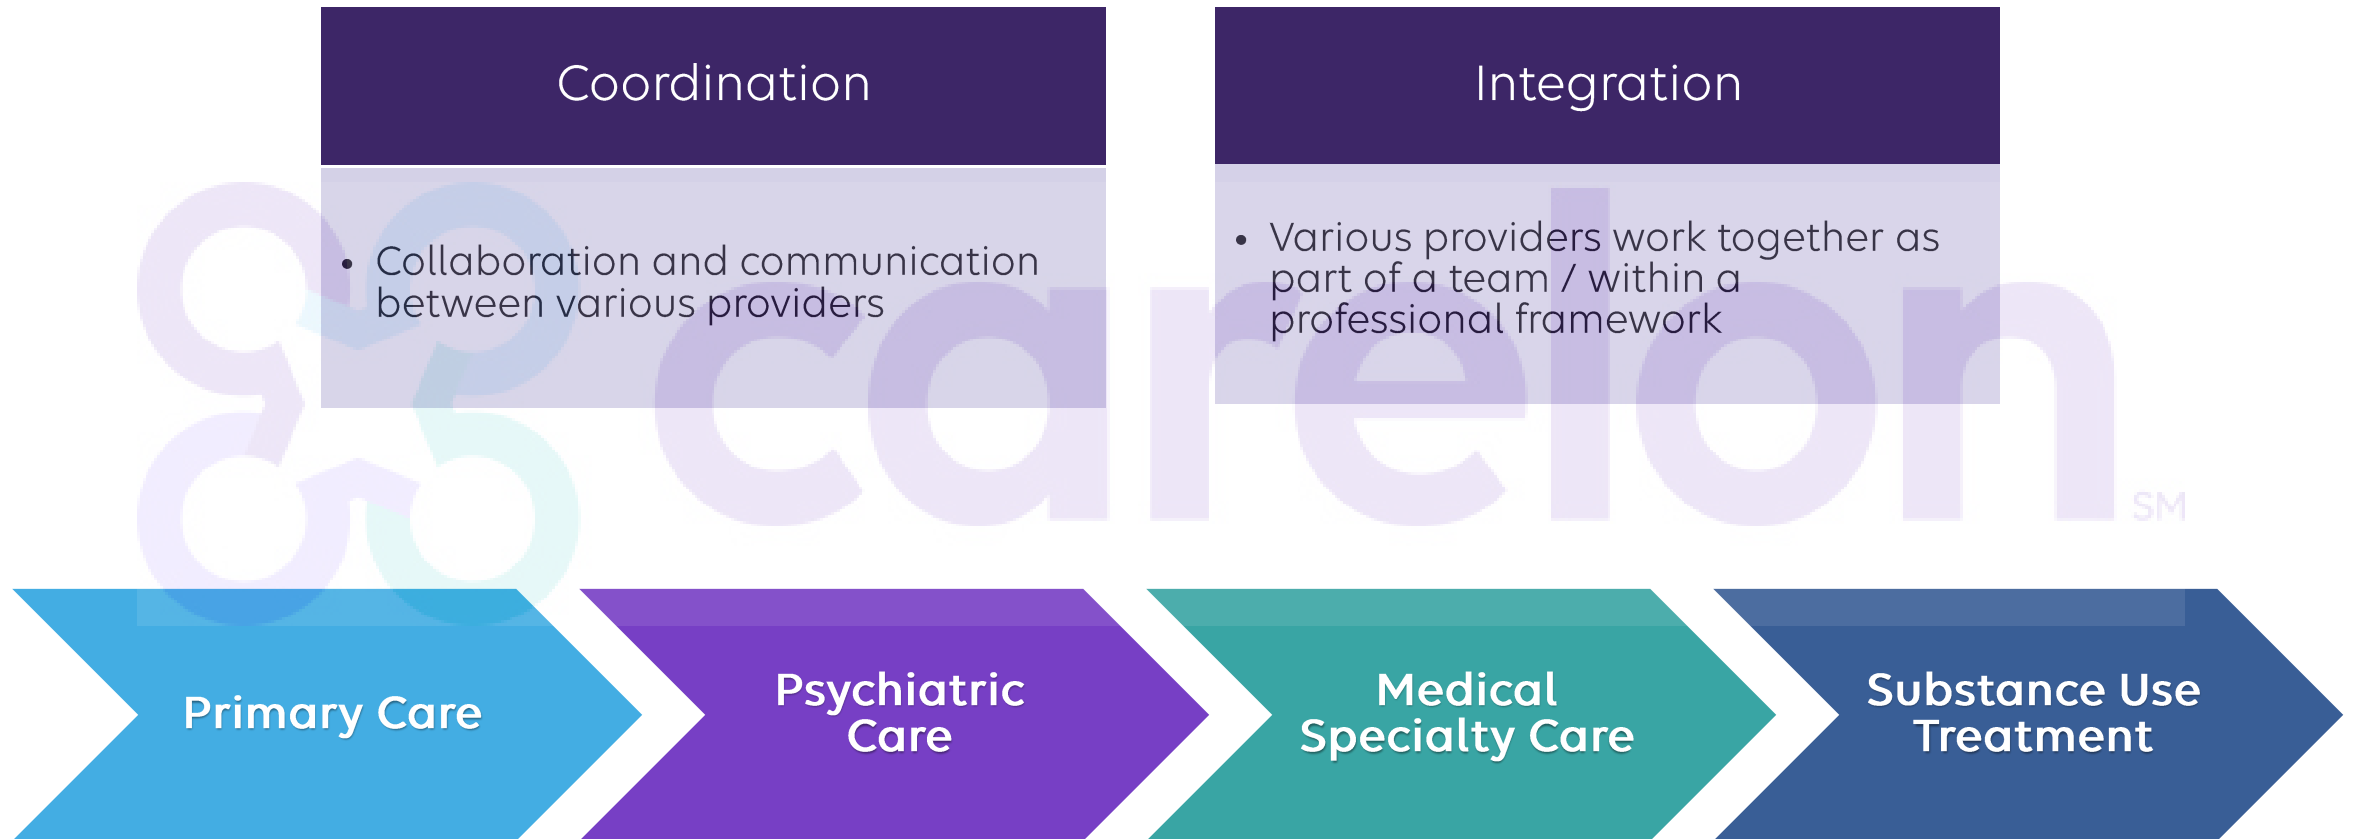 Coordination
• Collaboration and communication
between various providers
Integration
• Various providers work together as
part of a team / within a
professional framework
carelon
SM
Primary Care
Psychiatric
Care
Medical
Specialty Care
Substance Use
Treatment